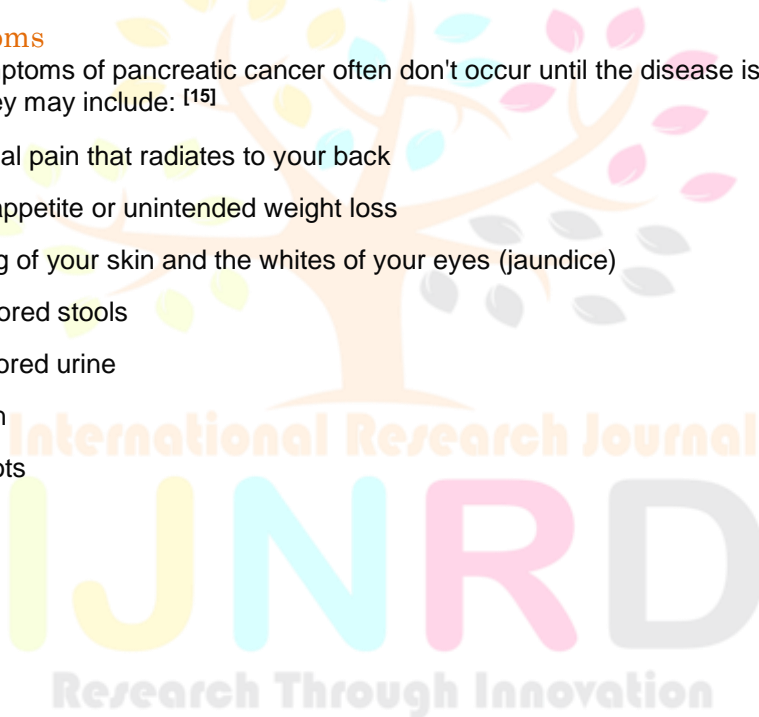 oms
ptoms of pancreatic cancer often don't occur until the disease is
ey may include: [15]
al pain that radiates to your back
appetite or unintended weight loss
g of your skin and the whites of your eyes (jaundice)
ored stools
ored urine
n
ots
International Research Journal
IJNRD
Research Through Innovation